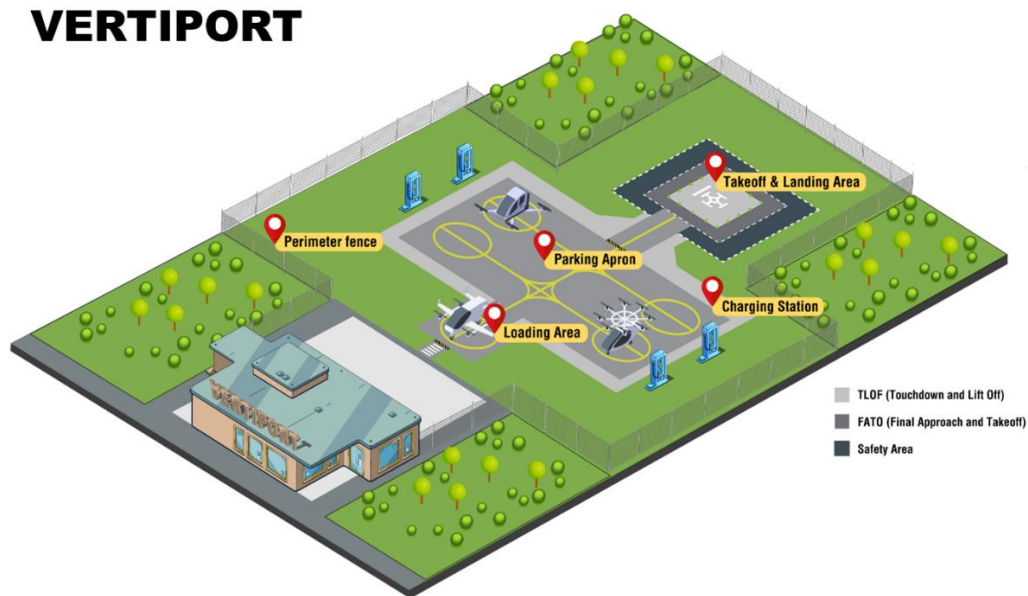 VERTIPORT
Takeoff & Landing Area
Perimeter fence
Parking Apron
Charging Station
Loading Area
VERTIPORT
TLOF (Touchdown and Lift Off)
FATO (Final Approach and Takeoff)
Safety Area